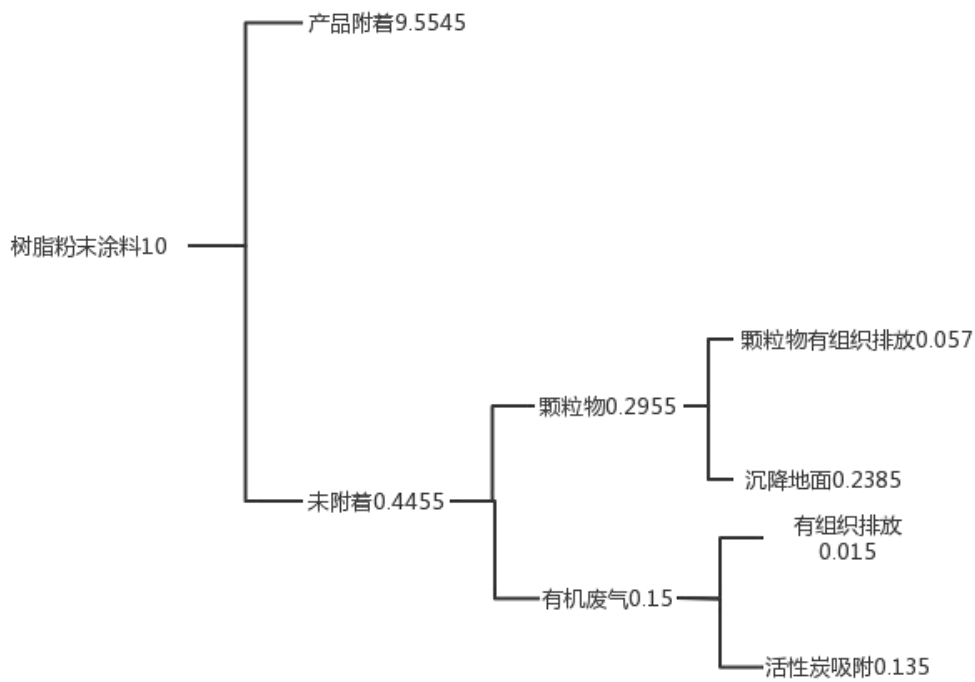 产品附着9.5545
树脂粉末涂料10
颗粒物有组织排放0.057
颗粒物0.2955
沉降地面0.2385
未附着0.4455
有组织排放
0.015
有机废气0.15
活性炭吸附0.135